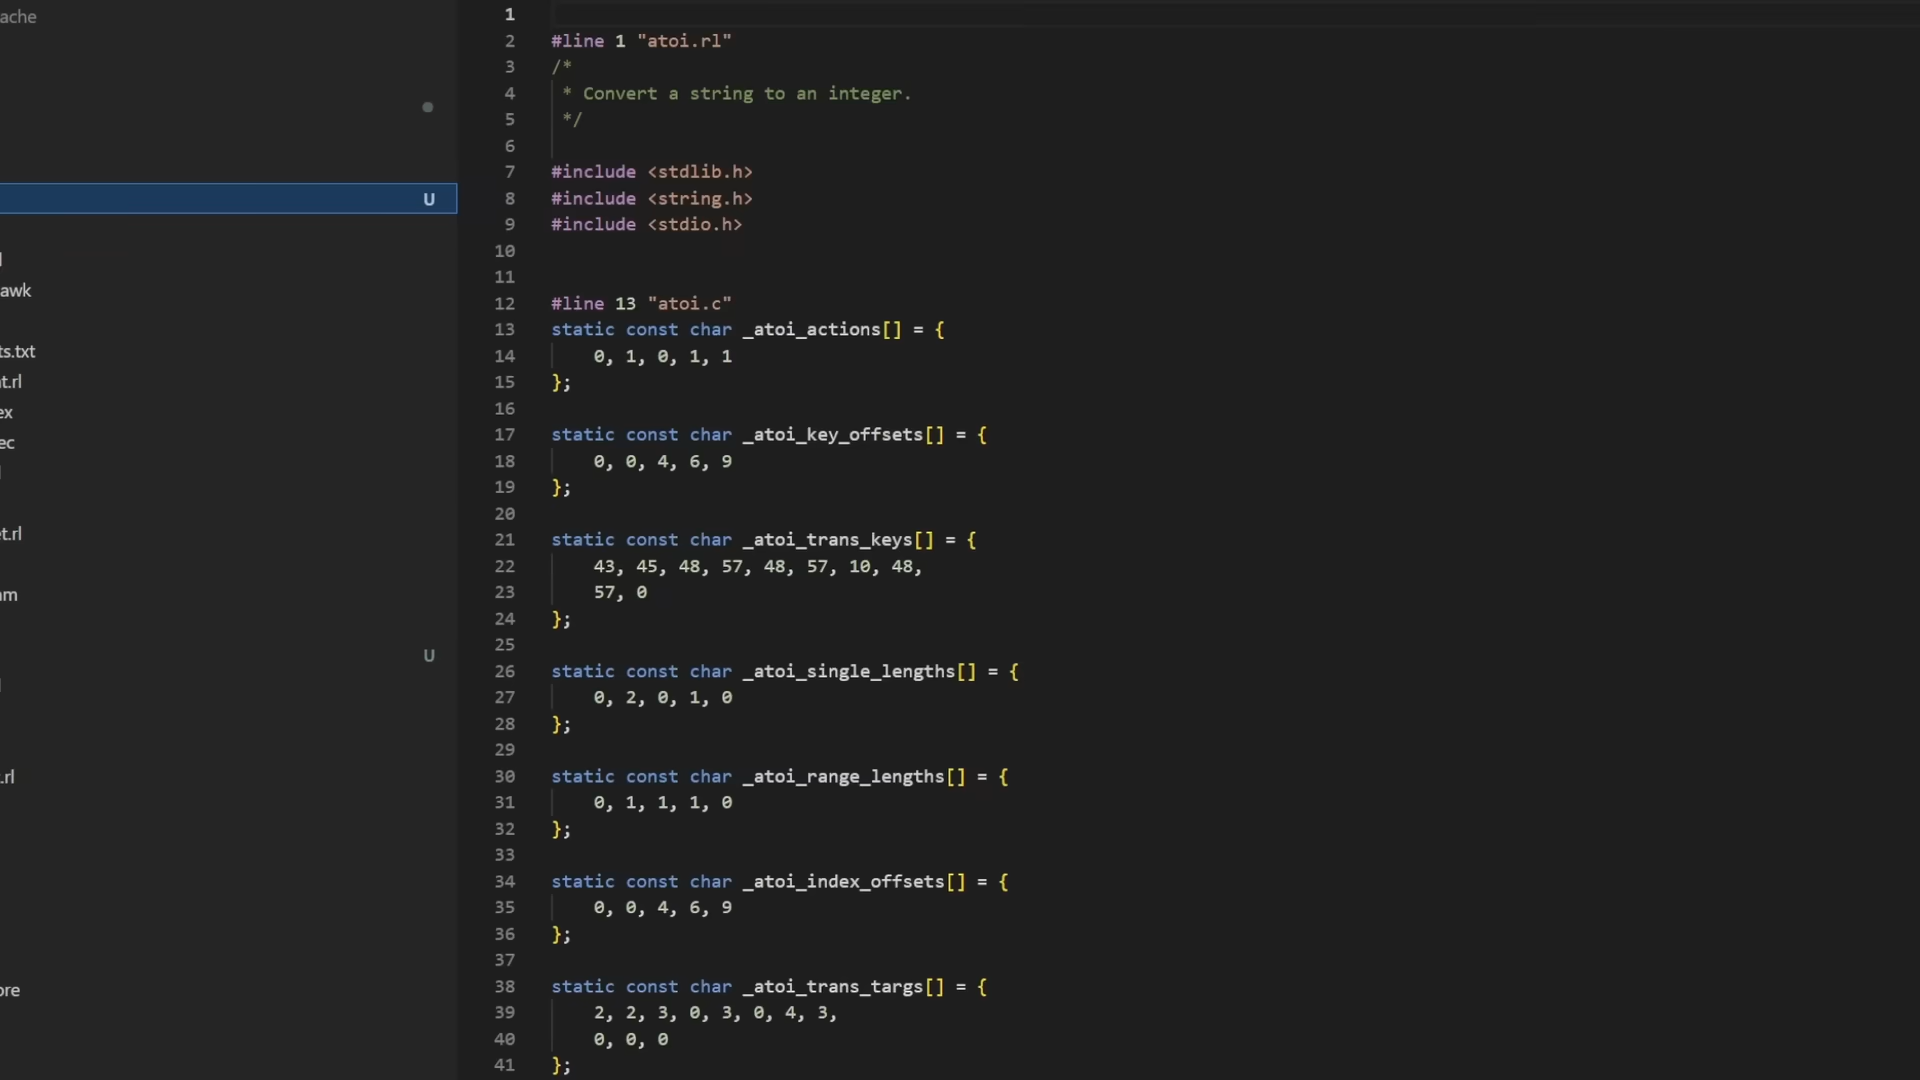 ache
U
awk
ts.txt
t.rl
ex
ec
t.rl
am
U
.rl
ore
1
2 #line 1 "atoi.rl"
3 /*
4 * Convert a string to an integer.
5 */
6
7 #include <stdlib.h>
8 #include <string.h>
9 #include <stdio.h>
10
11
12 #line 13 "atoi.c"
13 static const char _atoi_actions[] = {
14 0, 1, 0, 1, 1
15 };
16
17 static const char _atoi_key_offsets[] = {
18 0, 0, 4, 6, 9
19 };
20
21 static const char _atoi_trans_keys[] = {
22 43, 45, 48, 57, 48, 57, 10, 48,
23 57, 0
24 };
25
26 static const char _atoi_single_lengths[] = {
27 0, 2, 0, 1, 0
28 };
29
30 static const char _atoi_range_lengths[] = {
31 0, 1, 1, 1, 0
32 };
33
34 static const char _atoi_index_offsets[] = {
35 0, 0, 4, 6, 9
36 };
37
38 static const char _atoi_trans_targs[] = {
39 2, 2, 3, 0, 3, 0, 4, 3,
40 0, 0, 0
41 };